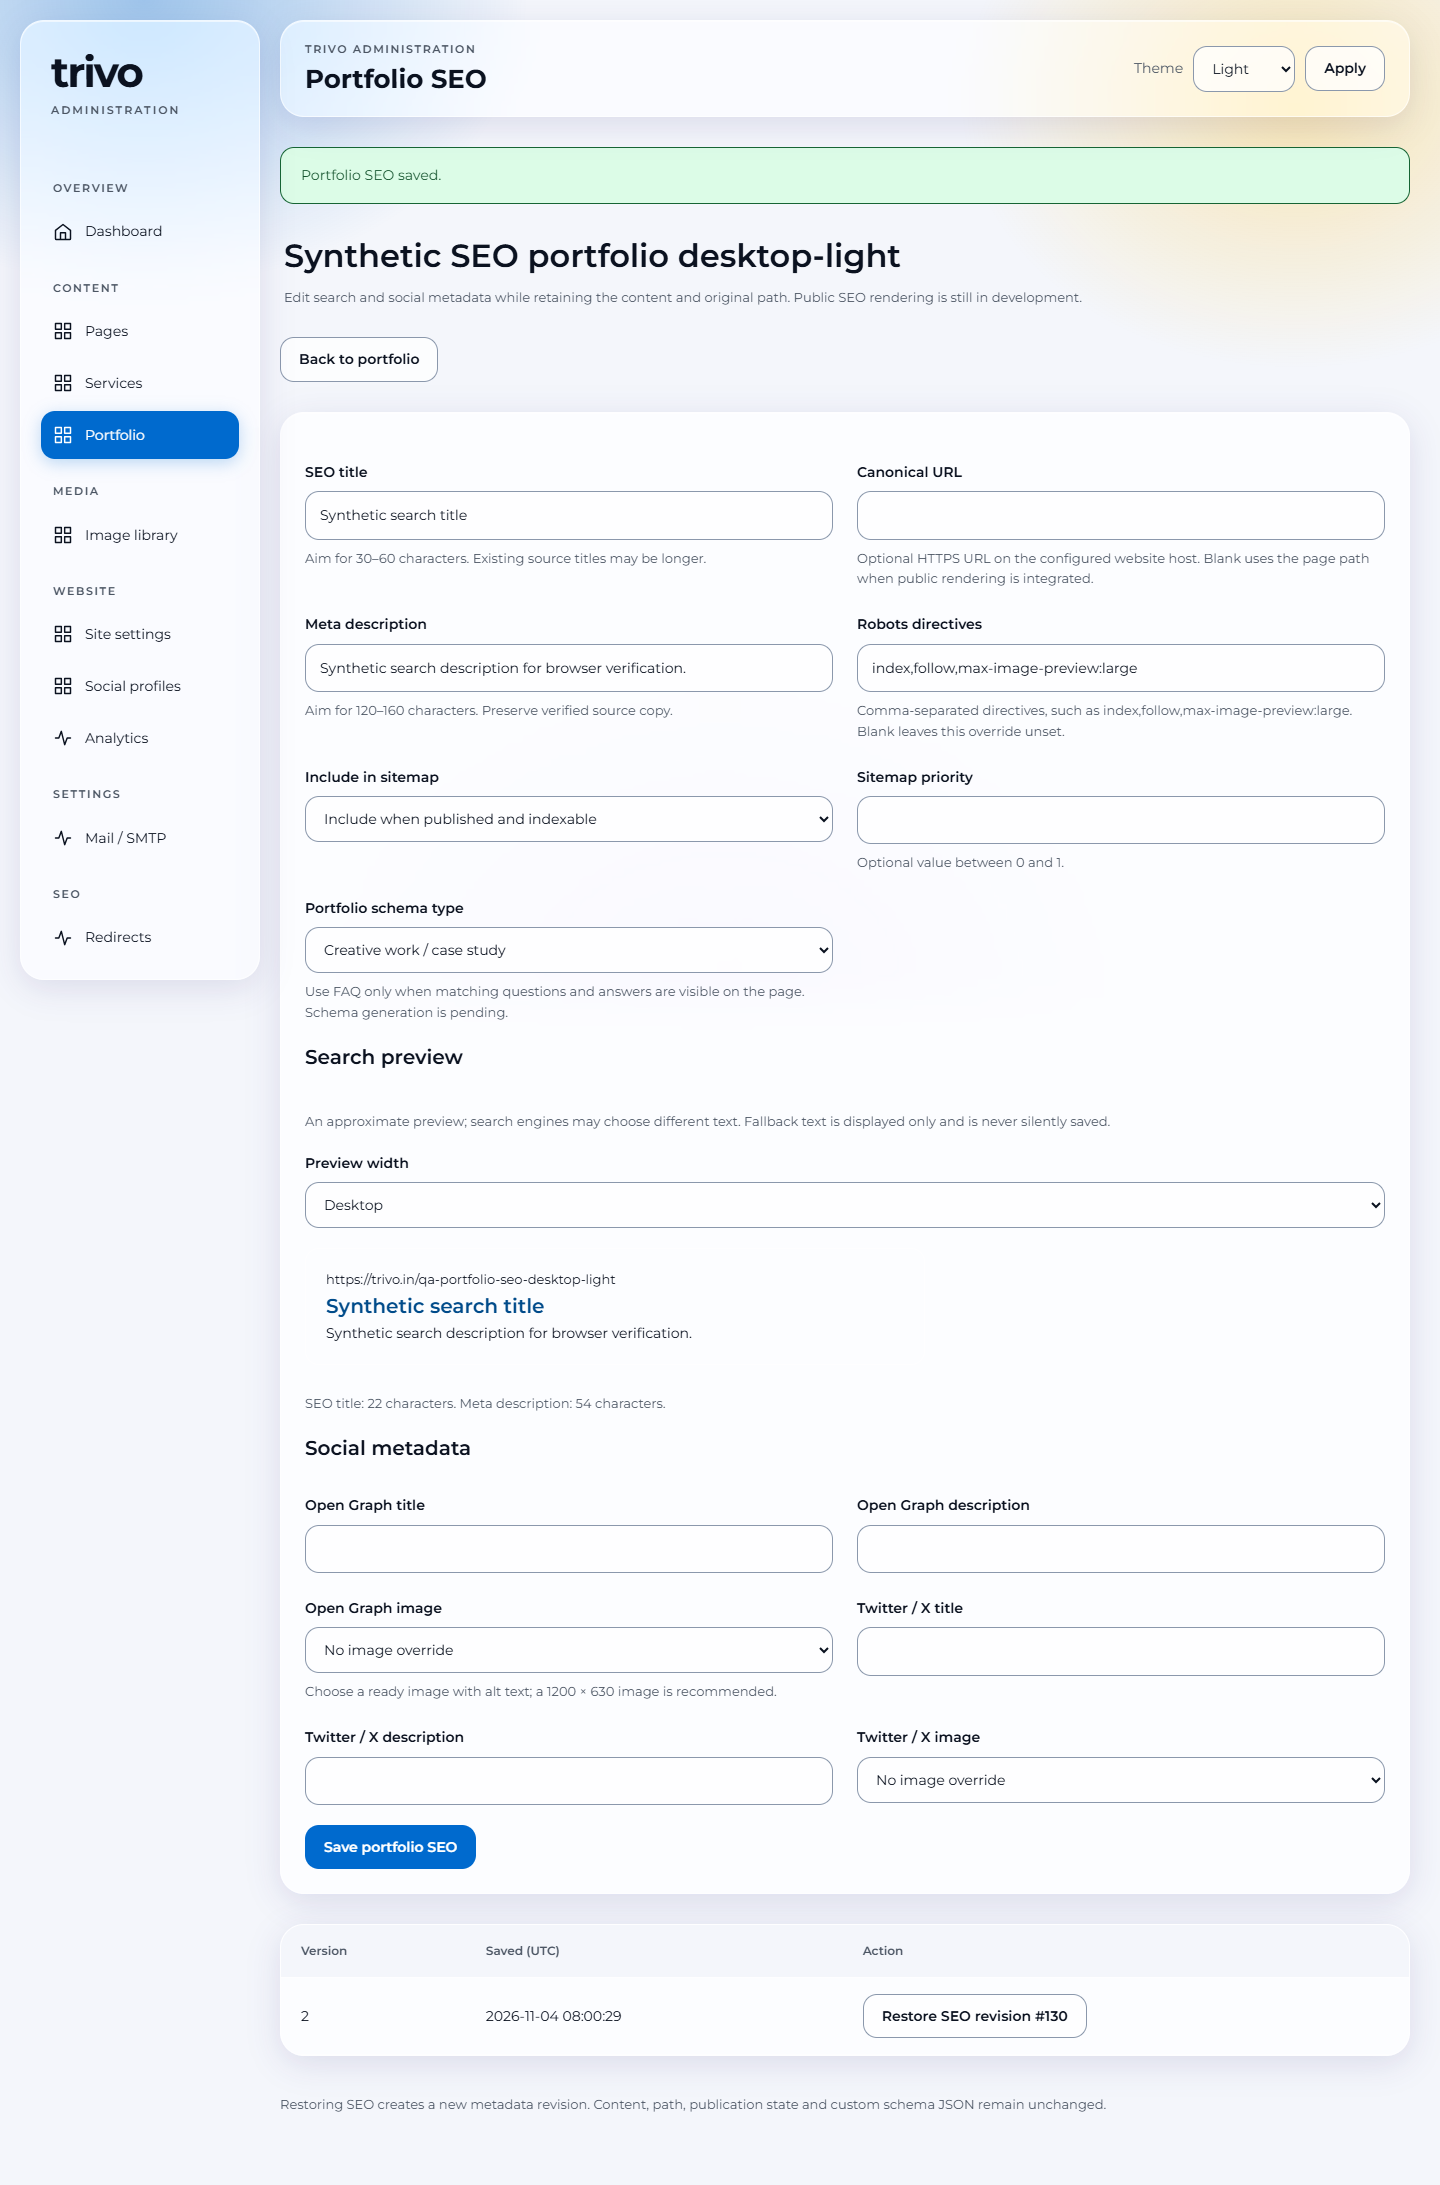 trivo
ADMINISTRATION
OVERVIEW
Dashboard
CONTENT
Pages
Services
Portfolio
MEDIA
Image library
WEBSITE
Site settings
Social profiles
Analytics
SETTINGS
Mail / SMTP
SEO
Redirects
TRIVO ADMINISTRATION
Portfolio SEO
Theme
Light
Apply
Portfolio SEO saved.
Synthetic SEO portfolio desktop-light
Edit search and social metadata while retaining the content and original path. Public SEO rendering is still in development.
Back to portfolio
SEO title
Synthetic search title
Aim for 30–60 characters. Existing source titles may be longer.
Canonical URL
Optional HTTPS URL on the configured website host. Blank uses the page path
when public rendering is integrated.
Meta description
Synthetic search description for browser verification.
Aim for 120–160 characters. Preserve verified source copy.
Robots directives
index,follow,max-image-preview:large
Comma-separated directives, such as index,follow,max-image-preview:large.
Blank leaves this override unset.
Include in sitemap
Include when published and indexable
Sitemap priority
Optional value between 0 and 1.
Portfolio schema type
Creative work / case study
Use FAQ only when matching questions and answers are visible on the page.
Schema generation is pending.
Search preview
An approximate preview; search engines may choose different text. Fallback text is displayed only and is never silently saved.
Preview width
Desktop
https://trivo.in/qa-portfolio-seo-desktop-light
Synthetic search title
Synthetic search description for browser verification.
SEO title: 22 characters. Meta description: 54 characters.
Social metadata
Open Graph title
Open Graph description
Open Graph image
No image override
Choose a ready image with alt text; a 1200 × 630 image is recommended.
Twitter / X title
Twitter / X description
Twitter / X image
No image override
Save portfolio SEO
Version
Saved (UTC)
Action
2
2026-11-04 08:00:29
Restore SEO revision #130
Restoring SEO creates a new metadata revision. Content, path, publication state and custom schema JSON remain unchanged.